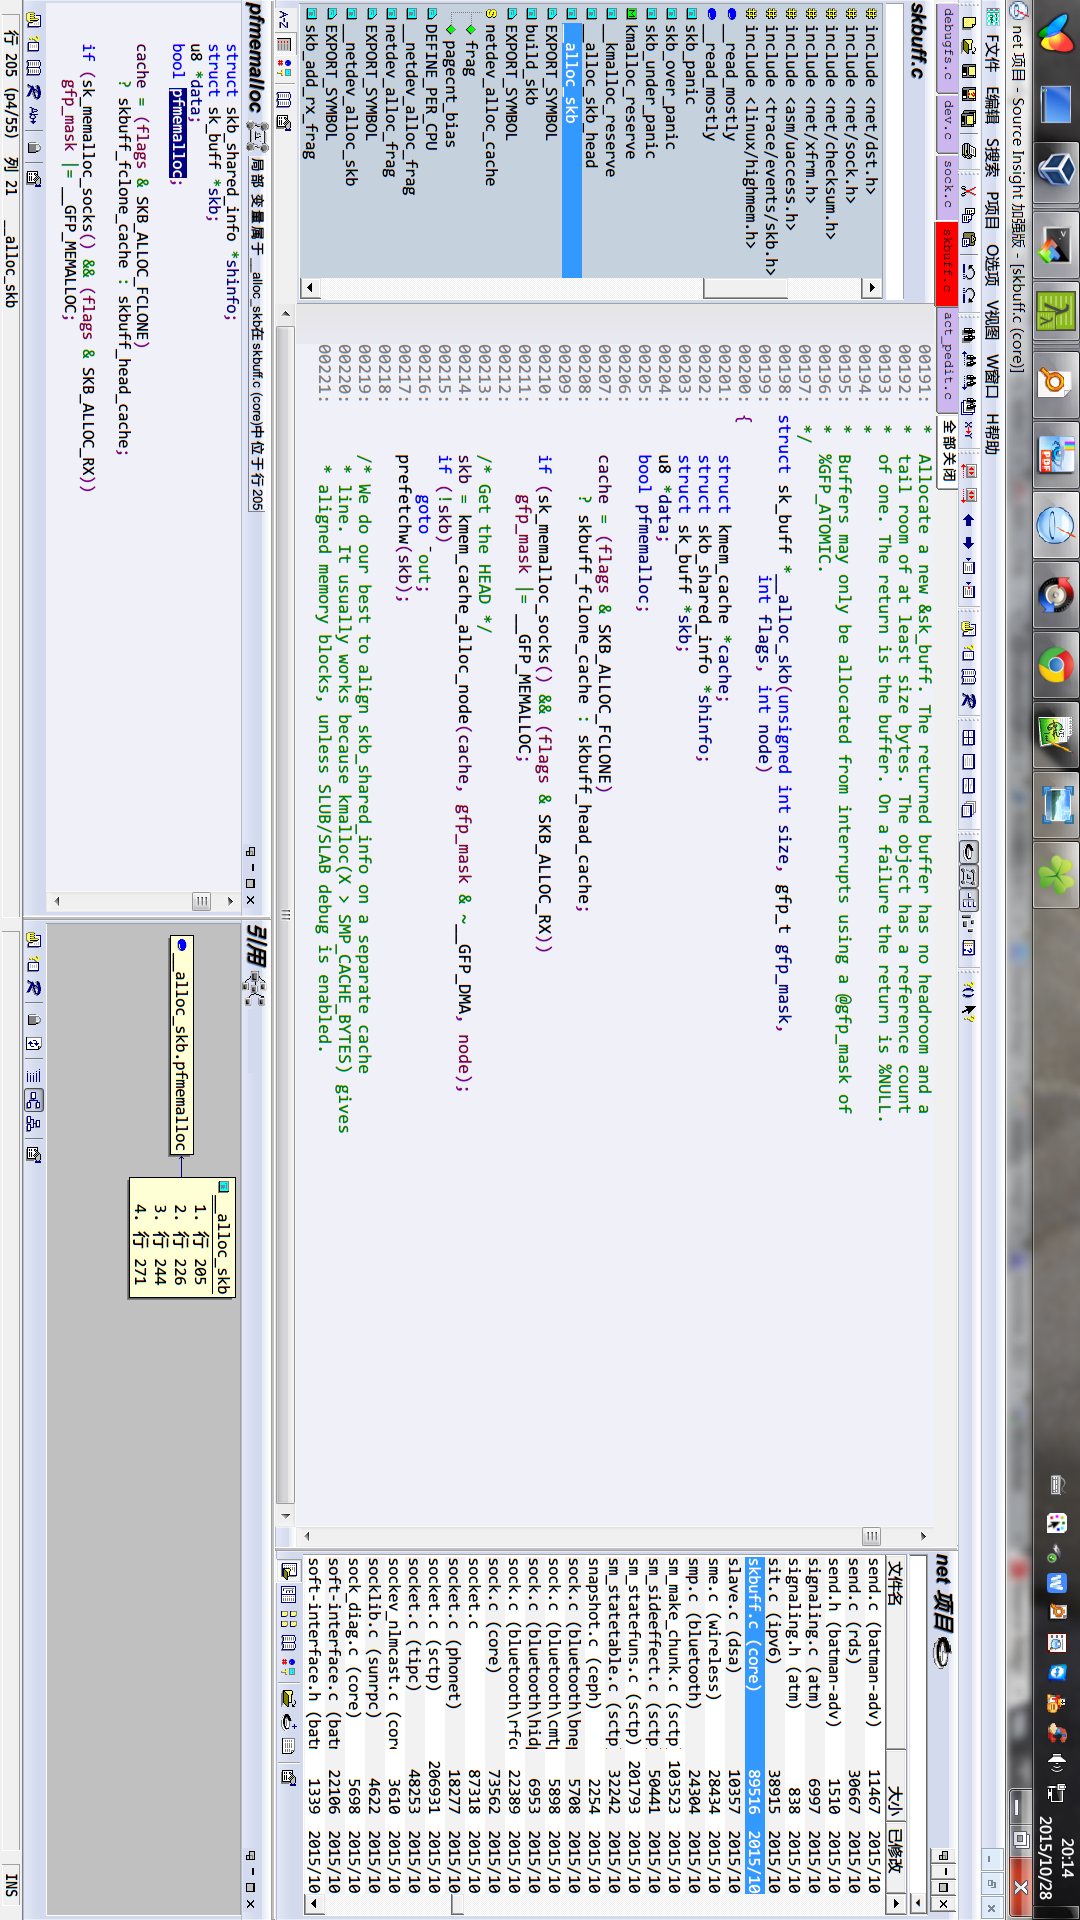 net 项目 - Source Insight 加强版 - [skbuff.c (core)]
F文件 E编辑 S搜索 P项目 O选项 V视图 W窗口 H帮助
debugfs.c dev.c sock.c skbuff.c act_pedit.c 全部关闭
skbuff.c
include <net/dst.h>
include <net/sock.h>
include <net/checksum.h>
include <net/xfrm.h>
include <asm/uaccess.h>
include <trace/events/skb.h>
include <linux/highmem.h>
__read_mostly
__read_mostly
skb_panic
skb_over_panic
skb_under_panic
kmalloc_reserve
__kmalloc_reserve
__alloc_skb_head
__alloc_skb
EXPORT_SYMBOL
build_skb
EXPORT_SYMBOL
netdev_alloc_cache
frag
pagecnt_bias
DEFINE_PER_CPU
__netdev_alloc_frag
netdev_alloc_frag
EXPORT_SYMBOL
__netdev_alloc_skb
EXPORT_SYMBOL
skb_add_rx_frag
A-Z
00191: * Allocate a new &sk_buff. The returned buffer has no headroom and a
00192: * tail room of at least size bytes. The object has a reference count
00193: * of one. The return is the buffer. On a failure the return is %NULL.
00194: *
00195: * Buffers may only be allocated from interrupts using a @gfp_mask of
00196: * %GFP_ATOMIC.
00197: */
00198: struct sk_buff *__alloc_skb(unsigned int size, gfp_t gfp_mask,
00199: int flags, int node)
00200: {
00201: struct kmem_cache *cache;
00202: struct skb_shared_info *shinfo;
00203: struct sk_buff *skb;
00204: u8 *data;
00205: bool pfmemalloc;
00206:
00207: cache = (flags & SKB_ALLOC_FCLONE)
00208: ? skbuff_fclone_cache : skbuff_head_cache;
00209:
00210: if (sk_memalloc_socks() && (flags & SKB_ALLOC_RX))
00211: gfp_mask |= __GFP_MEMALLOC;
00212:
00213: /* Get the HEAD */
00214: skb = kmem_cache_alloc_node(cache, gfp_mask & ~__GFP_DMA, node);
00215: if (!skb)
00216: goto out;
00217: prefetchw(skb);
00218:
00219: /* We do our best to align skb_shared_info on a separate cache
00220: * line. It usually works because kmalloc(X > SMP_CACHE_BYTES) gives
00221: * aligned memory blocks, unless SLUB/SLAB debug is enabled.
net 项目
文件名 大小 已修改
send.c (batman-adv) 11467 2015/10
send.c (rds) 30667 2015/10
send.h (batman-adv) 1510 2015/10
signaling.c (atm) 6997 2015/10
signaling.h (atm) 838 2015/10
sit.c (ipv6) 38915 2015/10
skbuff.c (core) 89516 2015/10
slave.c (dsa) 10357 2015/10
sme.c (wireless) 28434 2015/10
smp.c (bluetooth) 24304 2015/10
sm_make_chunk.c (sctp 103523 2015/10
sm_sideeffect.c (sctp 50441 2015/10
sm_statefuns.c (sctp) 201793 2015/10
sm_statetable.c (sctp 32242 2015/10
snapshot.c (ceph) 2254 2015/10
sock.c (bluetooth\bnep 5708 2015/10
sock.c (bluetooth\cmtp 5898 2015/10
sock.c (bluetooth\hidp 6953 2015/10
sock.c (bluetooth\rfco 22389 2015/10
sock.c (core) 73562 2015/10
socket.c 87318 2015/10
socket.c (phonet) 18277 2015/10
socket.c (sctp) 206931 2015/10
socket.c (tipc) 48253 2015/10
sockev_nlmcast.c (core 3610 2015/10
socklib.c (sunrpc) 4622 2015/10
sock_diag.c (core) 5698 2015/10
soft-interface.c (batm 22106 2015/10
soft-interface.h (batm 1339 2015/10
pfmemalloc 局部 变量属于 __alloc_skb在skbuff.c (core)中位于行 205
struct skb_shared_info *shinfo;
struct sk_buff *skb;
u8 *data;
bool pfmemalloc;
cache = (flags & SKB_ALLOC_FCLONE)
? skbuff_fclone_cache : skbuff_head_cache;
if (sk_memalloc_socks() && (flags & SKB_ALLOC_RX))
gfp_mask |= __GFP_MEMALLOC;
引用
__alloc_skb.pfmemalloc
__alloc_skb
1. 行 205
2. 行 226
3. 行 244
4. 行 271
行 205 (p4/55) 列 21 __alloc_skb
INS
20:14
2015/10/28